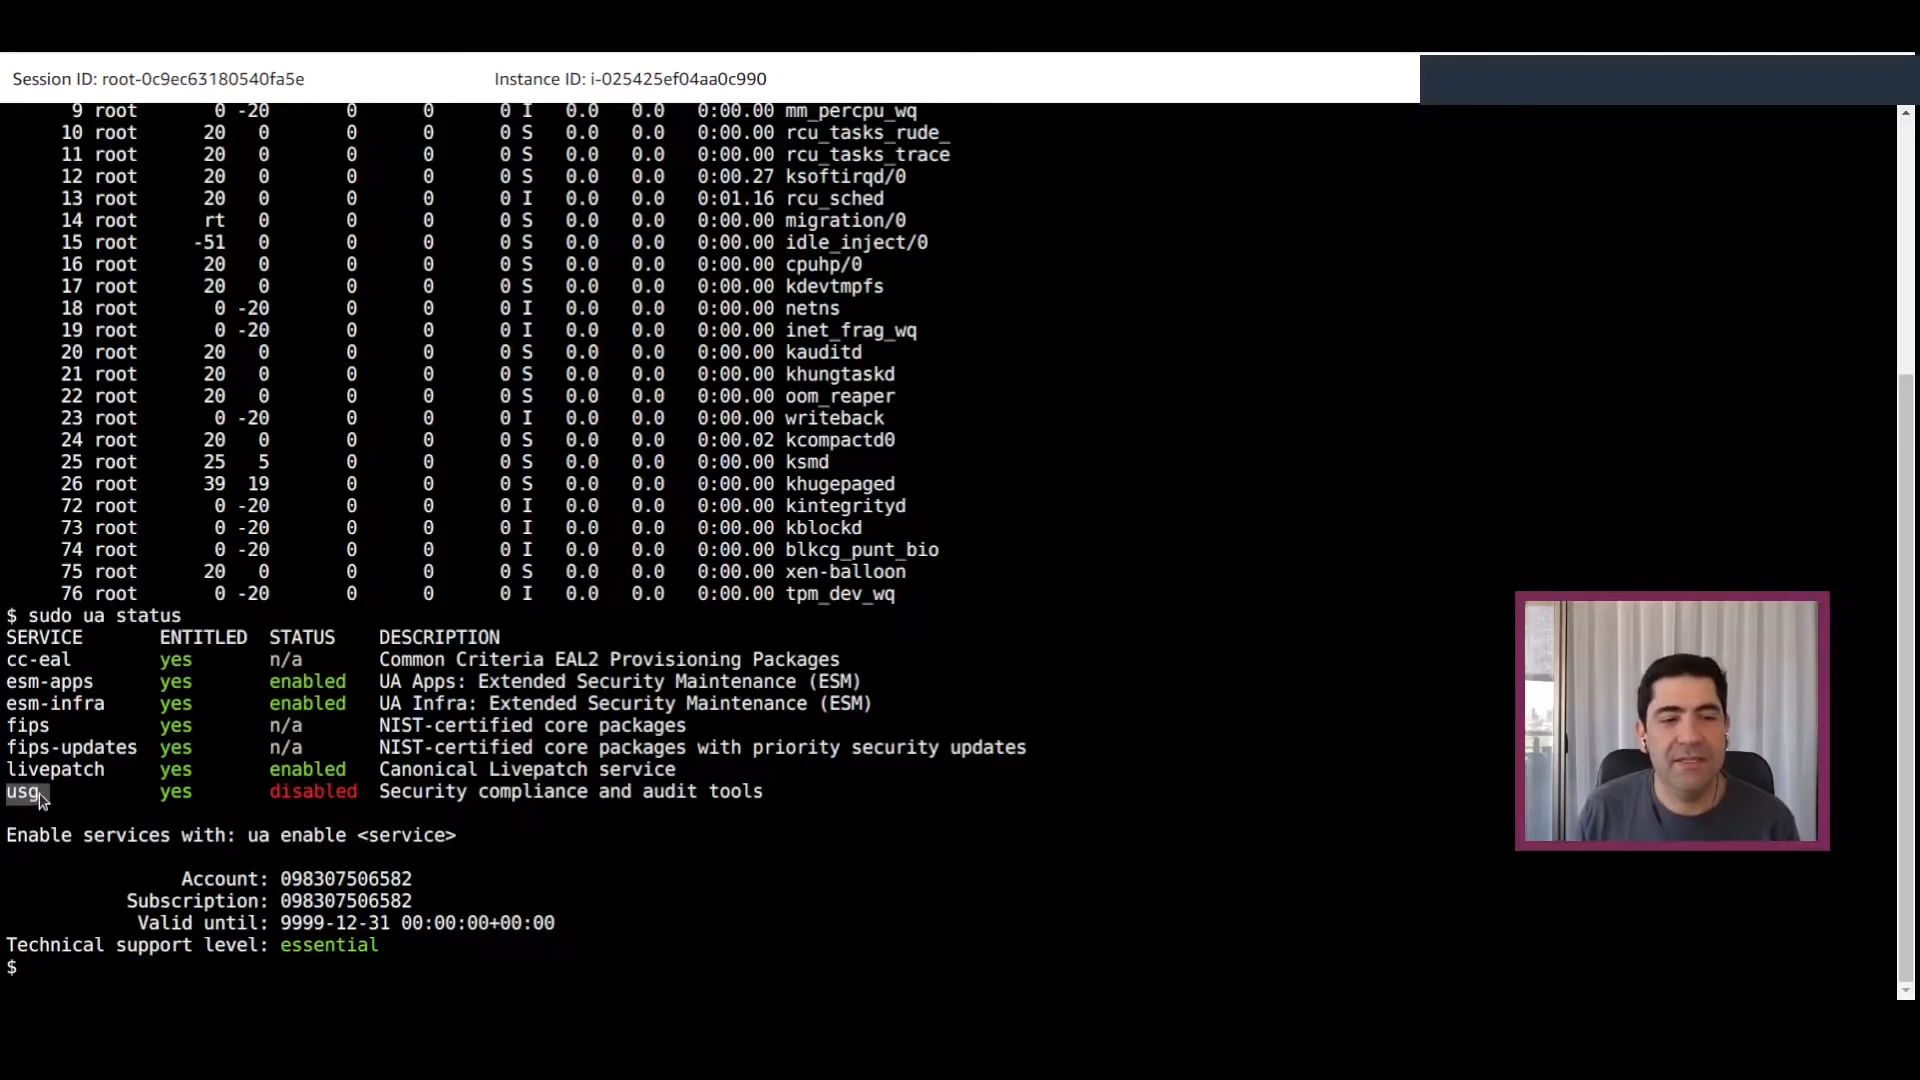 Session ID: root-0c9ec63180540fa5e Instance ID: i-025425ef04aa0c990
9 root 0 -20 0 0 0 I 0.0 0.0 0:00.00 mm_percpu_wq
10 root 20 0 0 0 0 S 0.0 0.0 0:00.00 rcu_tasks_rude_
11 root 20 0 0 0 0 S 0.0 0.0 0:00.00 rcu_tasks_trace
12 root 20 0 0 0 0 S 0.0 0.0 0:00.27 ksoftirqd/0
13 root 20 0 0 0 0 I 0.0 0.0 0:01.16 rcu_sched
14 root rt 0 0 0 0 S 0.0 0.0 0:00.00 migration/0
15 root -51 0 0 0 0 S 0.0 0.0 0:00.00 idle_inject/0
16 root 20 0 0 0 0 S 0.0 0.0 0:00.00 cpuhp/0
17 root 20 0 0 0 0 S 0.0 0.0 0:00.00 kdevtmpfs
18 root 0 -20 0 0 0 I 0.0 0.0 0:00.00 netns
19 root 0 -20 0 0 0 I 0.0 0.0 0:00.00 inet_frag_wq
20 root 20 0 0 0 0 S 0.0 0.0 0:00.00 kauditd
21 root 20 0 0 0 0 S 0.0 0.0 0:00.00 khungtaskd
22 root 20 0 0 0 0 S 0.0 0.0 0:00.00 oom_reaper
23 root 0 -20 0 0 0 I 0.0 0.0 0:00.00 writeback
24 root 20 0 0 0 0 S 0.0 0.0 0:00.02 kcompactd0
25 root 25 5 0 0 0 S 0.0 0.0 0:00.00 ksmd
26 root 39 19 0 0 0 S 0.0 0.0 0:00.00 khugepaged
72 root 0 -20 0 0 0 I 0.0 0.0 0:00.00 kintegrityd
73 root 0 -20 0 0 0 I 0.0 0.0 0:00.00 kblockd
74 root 0 -20 0 0 0 I 0.0 0.0 0:00.00 blkcg_punt_bio
75 root 20 0 0 0 0 S 0.0 0.0 0:00.00 xen-balloon
76 root 0 -20 0 0 0 I 0.0 0.0 0:00.00 tpm_dev_wq
$ sudo ua status
SERVICE ENTITLED STATUS DESCRIPTION
cc-eal yes n/a Common Criteria EAL2 Provisioning Packages
esm-apps yes enabled UA Apps: Extended Security Maintenance (ESM)
esm-infra yes enabled UA Infra: Extended Security Maintenance (ESM)
fips yes n/a NIST-certified core packages
fips-updates yes n/a NIST-certified core packages with priority security updates
livepatch yes enabled Canonical Livepatch service
usg yes disabled Security compliance and audit tools
Enable services with: ua enable <service>
Account: 098307506582
Subscription: 098307506582
Valid until: 9999-12-31 00:00:00+00:00
Technical support level: essential
$